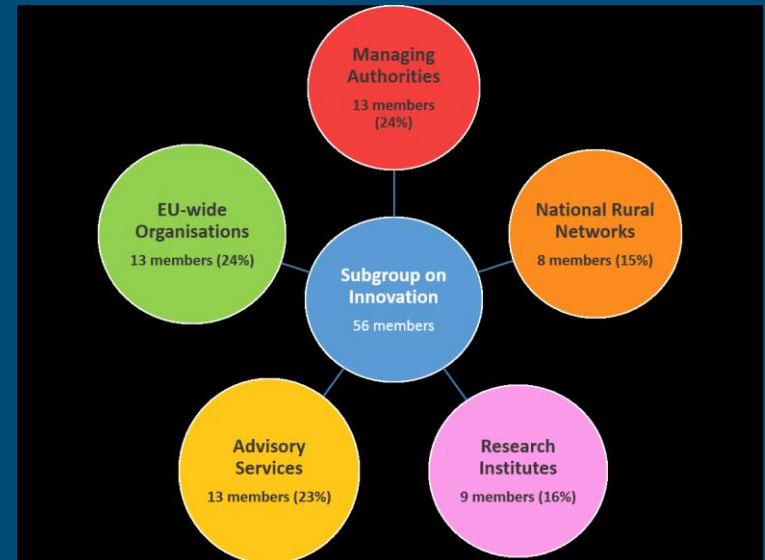 Managing
Authorities
13 members
(24%)
EU-wide
Organisations
13 members (24%)
National Rural
Networks
8 members (15%)
Subgroup on
Innovation
56 members
Advisory
Services
13 members (23%)
Research
Institutes
9 members (16%)